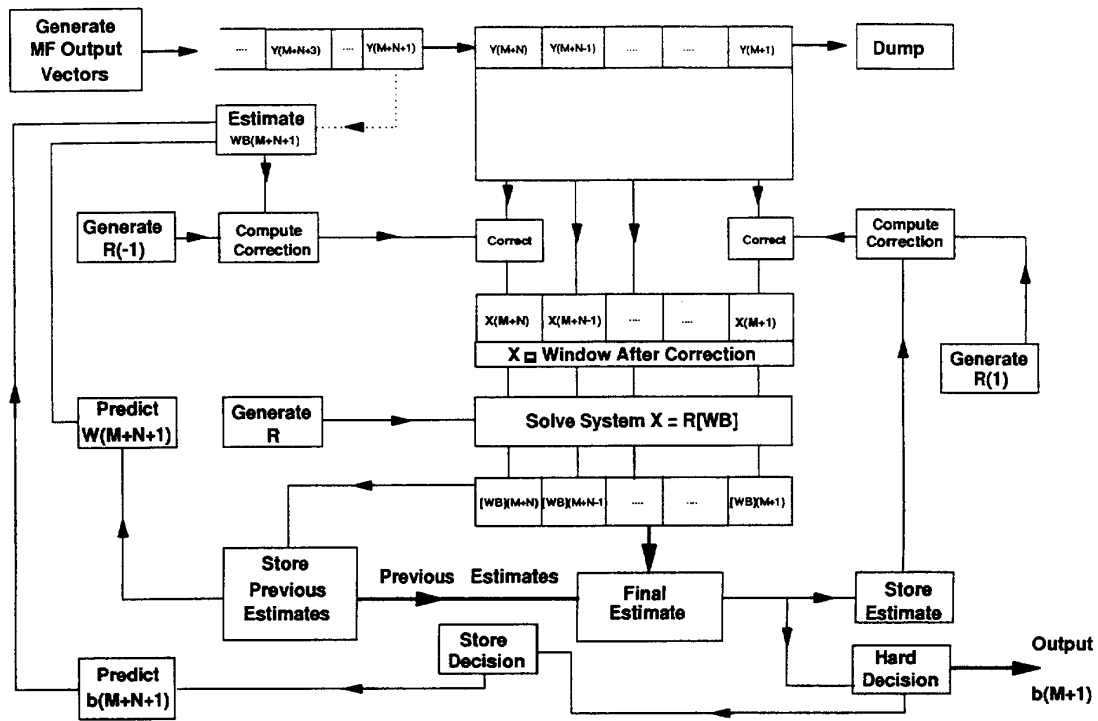 Generate
MF Output
Vectors
.... Y(M+N+3) .... Y(M+N+1)
Y(M+N) Y(M+N-1) .... .... Y(M+1)
Dump
Estimate
WB(M+N+1)
Generate
R(-1)
Compute
Correction
Correct
Correct
Compute
Correction
X(M+N) X(M+N-1) .... .... X(M+1)
X = Window After Correction
Generate
R(1)
Predict
W(M+N+1)
Generate
R
Solve System X = R[WB]
[WB](M+N) [WB](M+N-1 .... .... [WB](M+1)
Store
Previous
Estimates
Previous Estimates
Final
Estimate
Store
Estimate
Store
Decision
Hard
Decision
Output
b(M+1)
Predict
b(M+N+1)